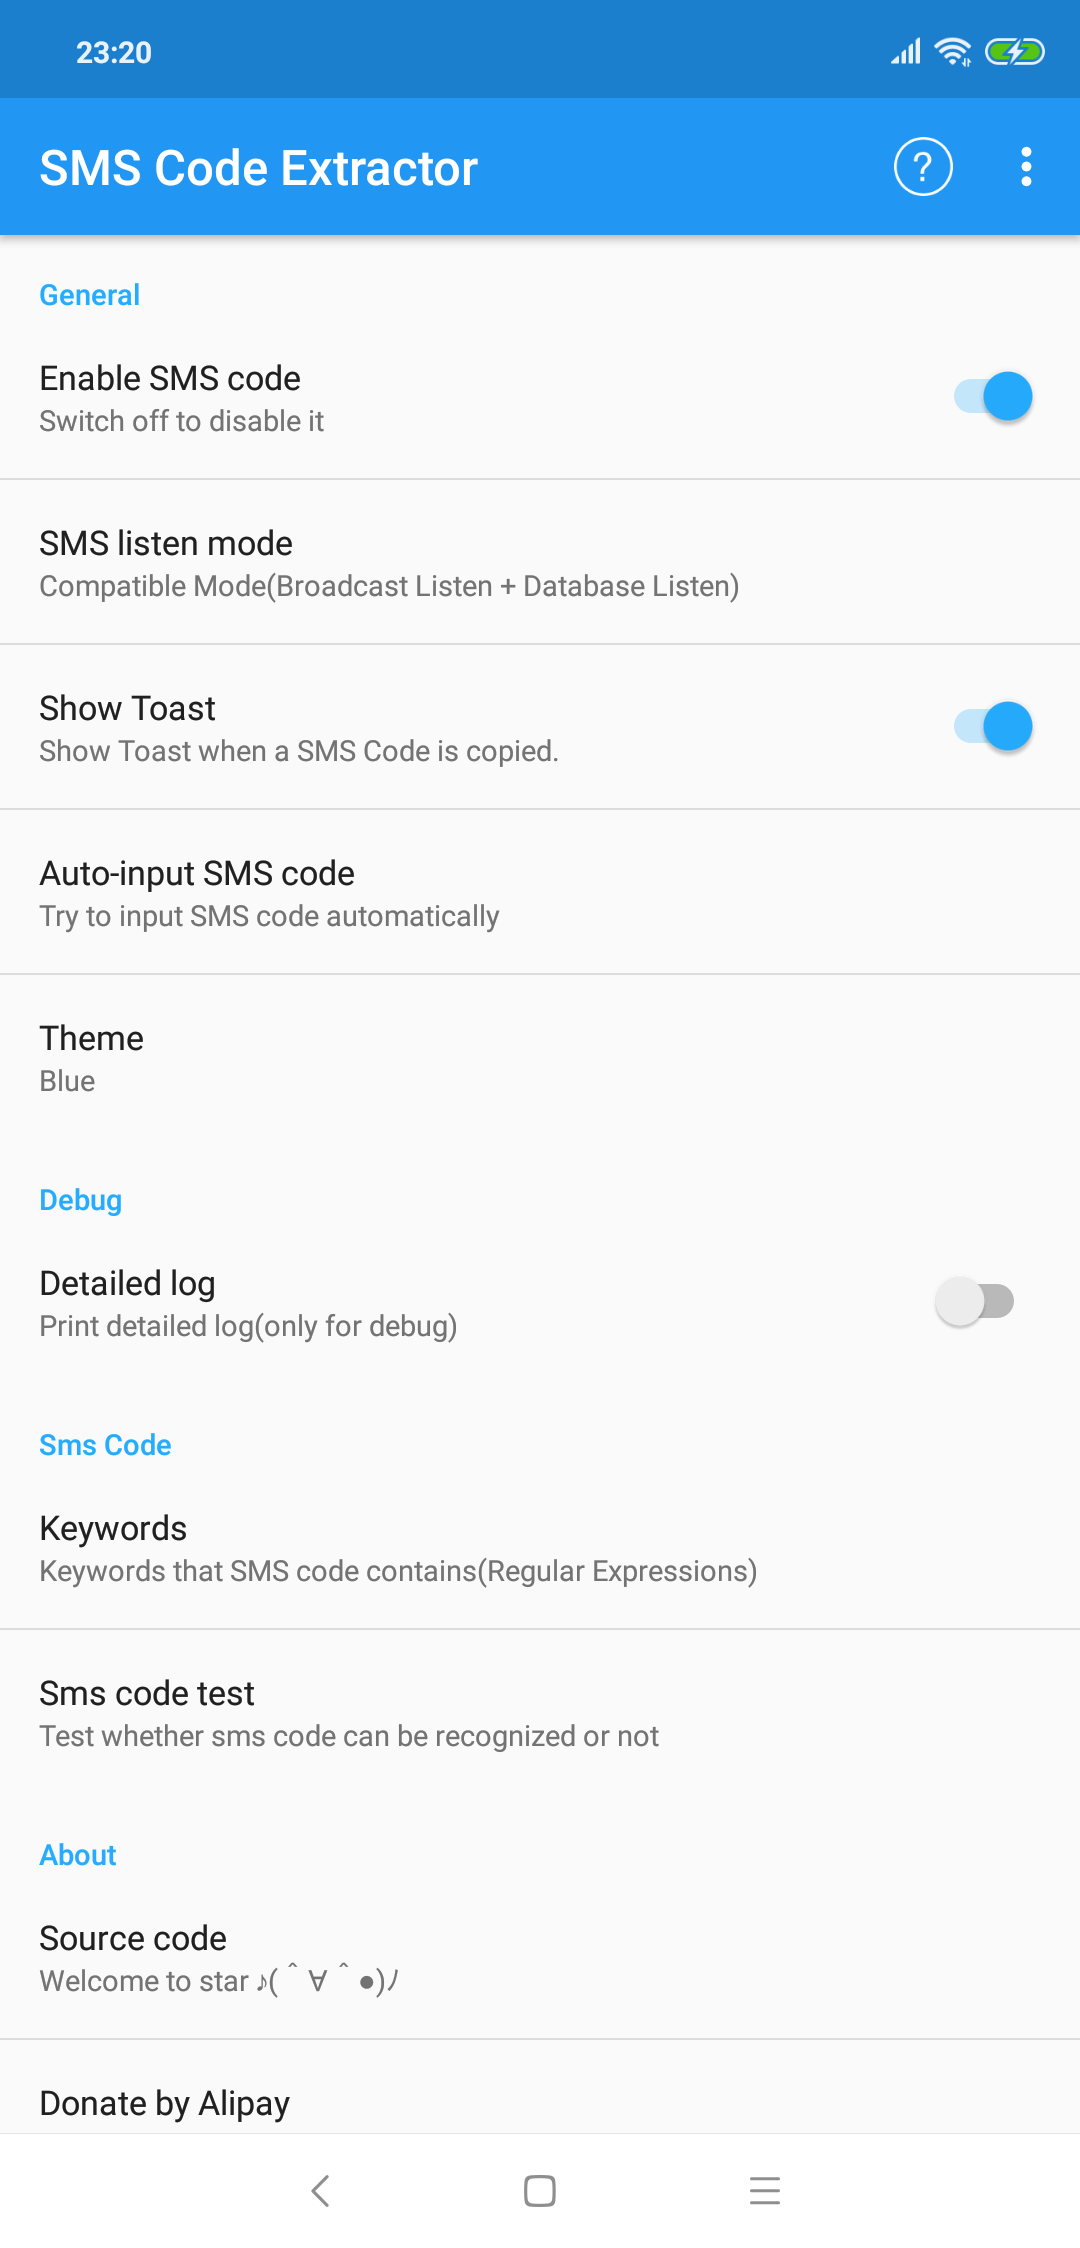 23:20
SMS Code Extractor
?
General
Enable SMS code
Switch off to disable it
SMS listen mode
Compatible Mode(Broadcast Listen + Database Listen)
Show Toast
Show Toast when a SMS Code is copied.
Auto-input SMS code
Try to input SMS code automatically
Theme
Blue
Debug
Detailed log
Print detailed log(only for debug)
Sms Code
Keywords
Keywords that SMS code contains(Regular Expressions)
Sms code test
Test whether sms code can be recognized or not
About
Source code
Welcome to star ♪(＾∀＾●)ﾉ
Donate by Alipay